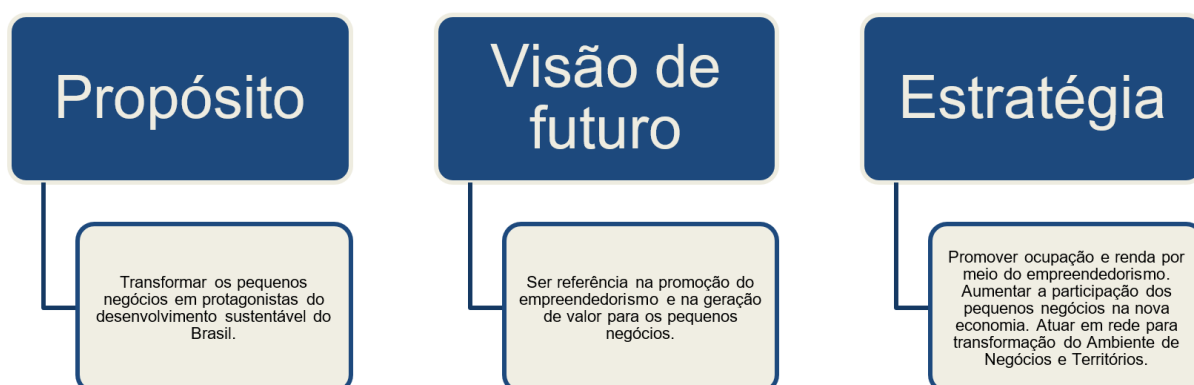 Propósito
Transformar os pequenos
negócios em protagonistas do
desenvolvimento sustentável do
Brasil.
Visão de
futuro
Ser referência na promoção do
empreendedorismo e na geração
de valor para os pequenos
negócios.
Estratégia
Promover ocupação e renda por
meio do empreendedorismo.
Aumentar a participação dos
pequenos negócios na nova
economia. Atuar em rede para
transformação do Ambiente de
Negócios e Territórios.